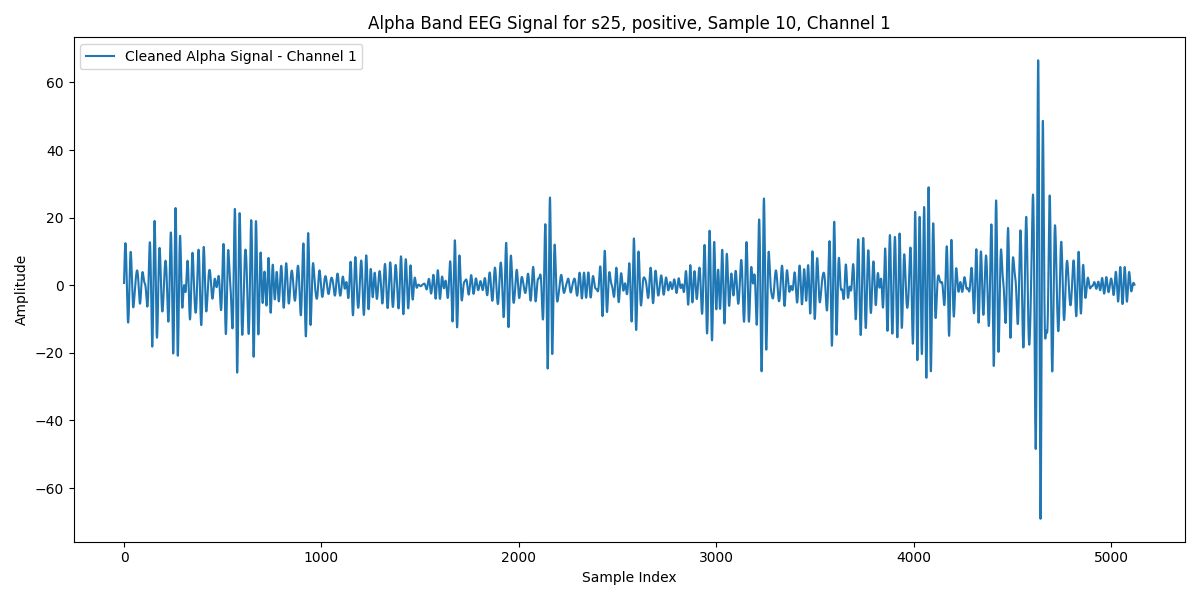 Alpha Band EEG Signal for s25, positive, Sample 10, Channel 1
Cleaned Alpha Signal - Channel 1
Amplitude
60
40
20
0
−20
−40
−60
0 1000 2000 3000 4000 5000
Sample Index